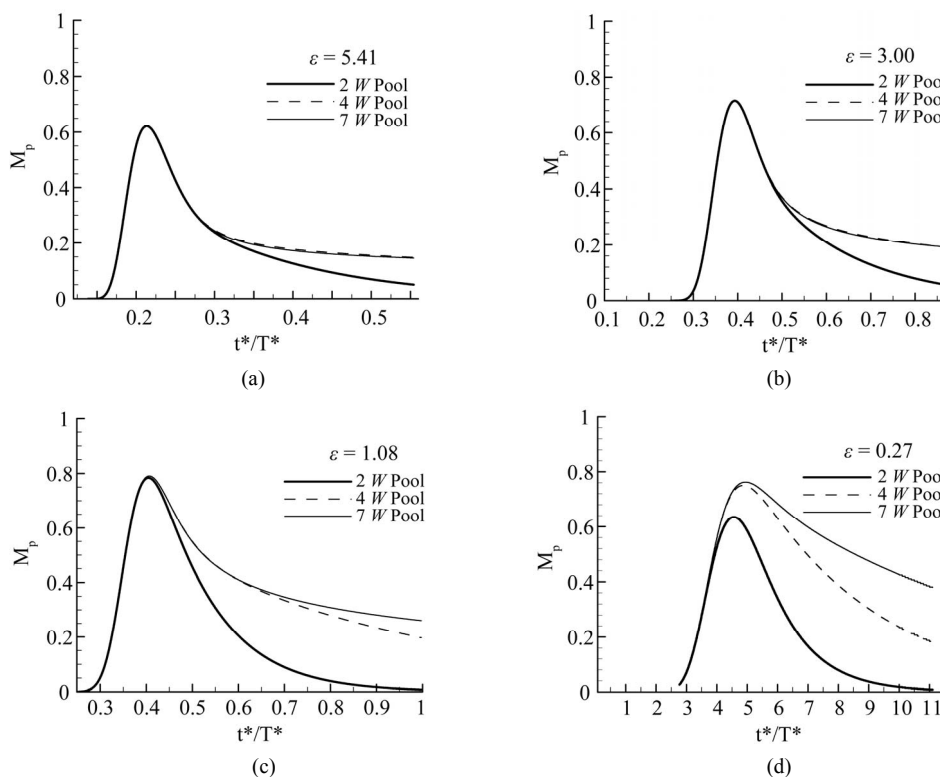 1
0.8
0.6
0.4
0.2
0
M_p
ε = 5.41
2 W Pool
4 W Pool
7 W Pool
0.2 0.3 0.4 0.5
t*/T*
(a)
1
0.8
0.6
0.4
0.2
0
M_p
ε = 3.00
2 W Pool
4 W Pool
7 W Pool
0.1 0.2 0.3 0.4 0.5 0.6 0.7 0.8
t*/T*
(b)
1
0.8
0.6
0.4
0.2
0
M_p
ε = 1.08
2 W Pool
4 W Pool
7 W Pool
0.3 0.4 0.5 0.6 0.7 0.8 0.9 1
t*/T*
(c)
1
0.8
0.6
0.4
0.2
0
M_p
ε = 0.27
2 W Pool
4 W Pool
7 W Pool
1 2 3 4 5 6 7 8 9 10 11
t*/T*
(d)